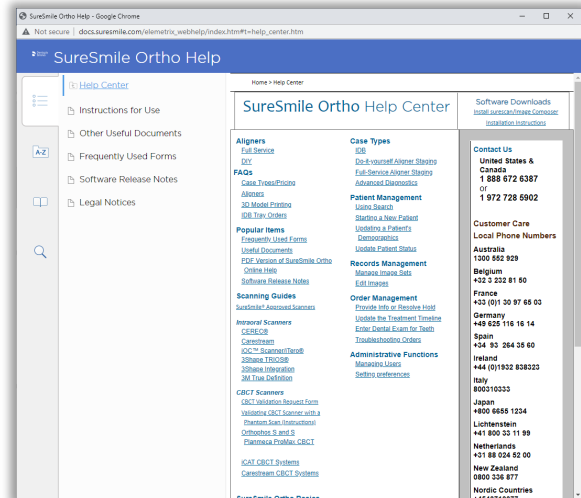 SureSmile Ortho Help - Google Chrome
Not secure | docs.suresmile.com/elemetrix_webhelp/index.htm#t=help_center.htm
SureSmile Ortho Help
Help Center
Instructions for Use
Other Useful Documents
Frequently Used Forms
Software Release Notes
Legal Notices
A-Z
Home > Help Center
SureSmile Ortho Help Center
Software Downloads
Install surescan/Image Composer
Installation Instructions
Aligners
Full Service
DIY
FAQs
Case Types/Pricing
Aligners
3D Model Printing
IDB Tray Orders
Popular Items
Frequently Used Forms
Useful Documents
PDF Version of SureSmile Ortho
Online Help
Software Release Notes
Scanning Guides
SureSmile® Approved Scanners
Intraoral Scanners
CEREC®
Carestream
iOC™ Scanner/iTero®
3Shape TRIOS®
3Shape Integration
3M True Definition
CBCT Scanners
CBCT Validation Request Form
Validating CBCT Scanner with a
Phantom Scan (Instructions)
Orthophos S and S
Planmeca ProMax CBCT
iCAT CBCT Systems
Carestream CBCT Systems
SureSmile Ortho Basics
Case Types
IDB
Do-it-yourself Aligner Staging
Full-Service Aligner Staging
Advanced Diagnostics
Patient Management
Using Search
Starting a New Patient
Updating a Patient's
Demographics
Update Patient Status
Records Management
Manage Image Sets
Edit Images
Order Management
Provide Info or Resolve Hold
Update the Treatment Timeline
Enter Dental Exam for Teeth
Troubleshooting Orders
Administrative Functions
Managing Users
Setting preferences
Contact Us
United States &
Canada
1 888 672 6387
or
1 972 728 5902
Customer Care
Local Phone Numbers
Australia
1300 552 929
Belgium
+32 3 232 81 50
France
+33 (0)1 30 97 65 03
Germany
+49 625 116 16 14
Spain
+34 93 264 35 60
Ireland
+44 (0)1932 838323
Italy
800310333
Japan
+800 6655 1234
Lichtenstein
+41 800 33 11 99
Netherlands
+31 88 024 52 00
New Zealand
0800 336 877
Nordic Countries